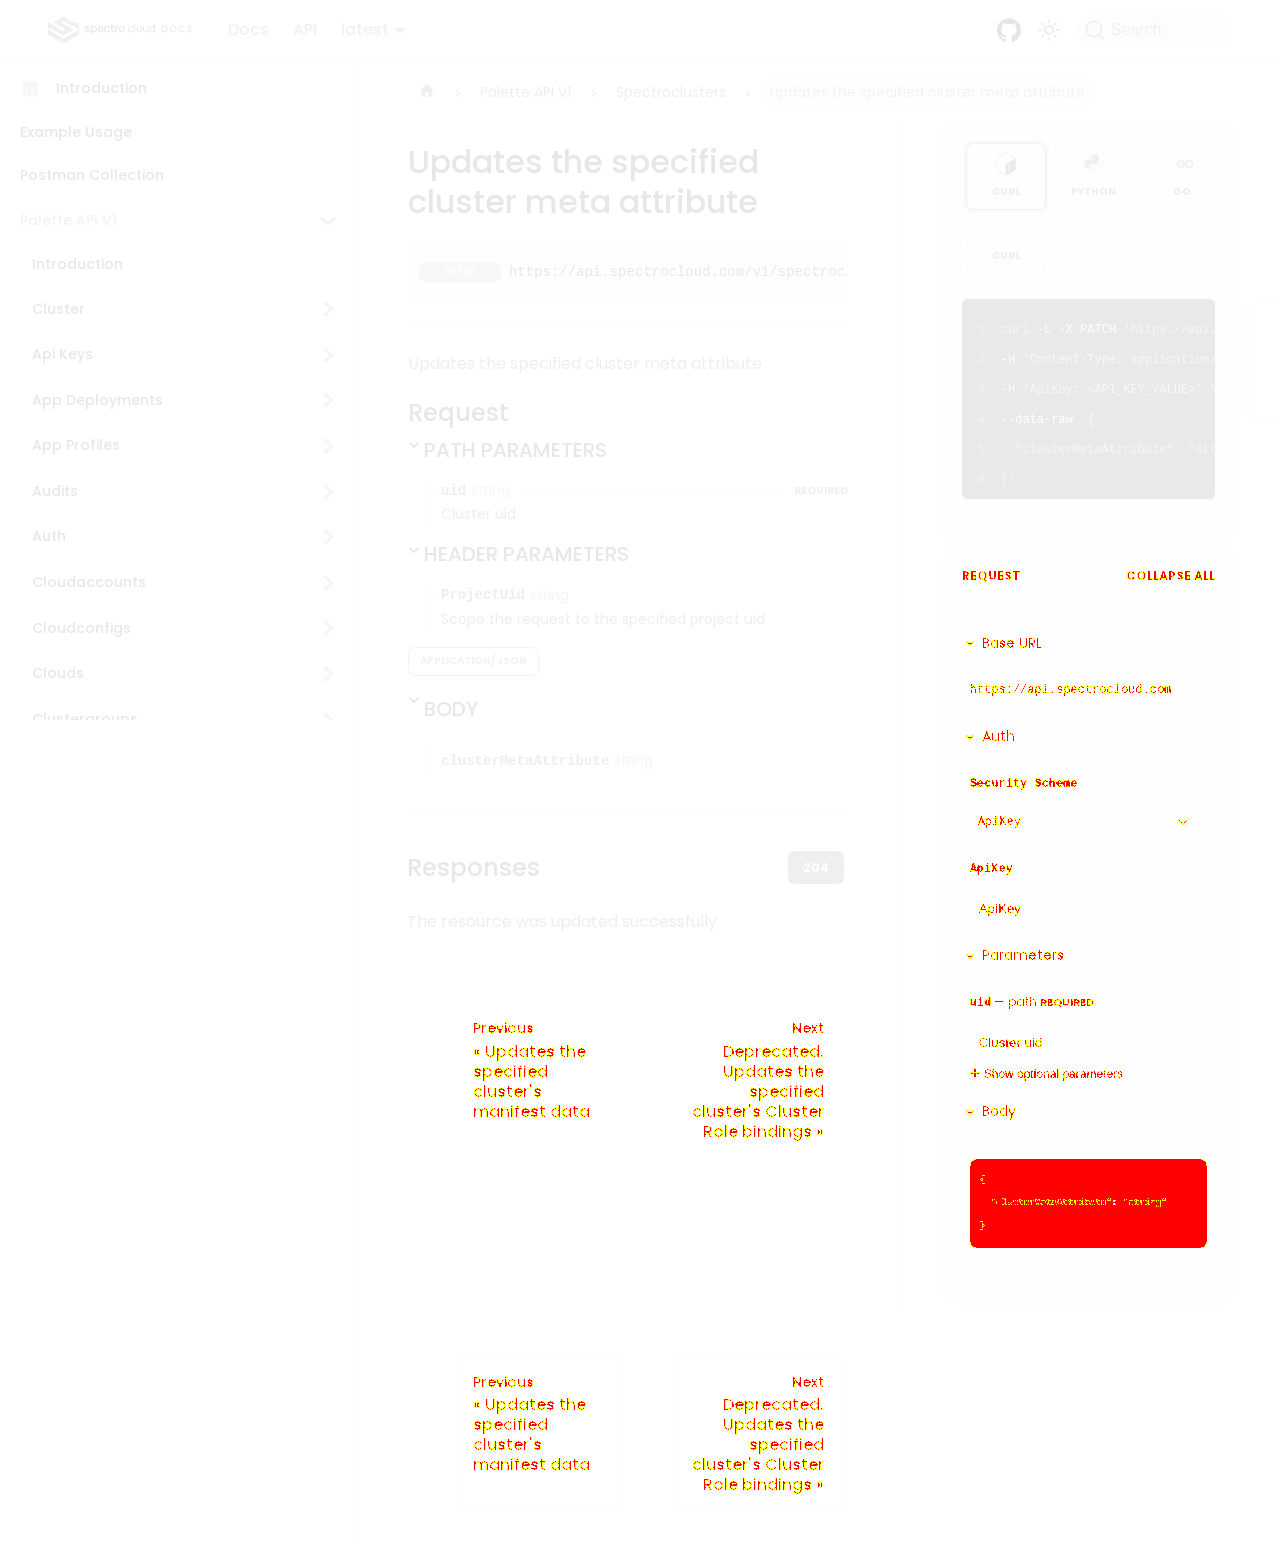 spectro cloud DOCS Docs API latest Search
Introduction
Example Usage
Postman Collection
Palette API V1
Introduction
Cluster
Api Keys
App Deployments
App Profiles
Audits
Auth
Cloudaccounts
Cloudconfigs
Clouds
Clustergroups
Palette API V1 Spectroclusters Updates the specified cluster meta attribute
Updates the specified
cluster meta attribute
PATCH https://api.spectrocloud.com/v1/spectrocl
Updates the specified cluster meta attribute
Request
PATH PARAMETERS
uid string REQUIRED
Cluster uid
HEADER PARAMETERS
ProjectUid string
Scope the request to the specified project uid
APPLICATION/JSON
BODY
clusterMetaAttribute string
Responses 204
The resource was updated successfully
Previous
« Updates the
specified
cluster's
manifest data
Next
Deprecated.
Updates the
specified
cluster's Cluster
Role bindings »
Previous
« Updates the
specified
cluster's
manifest data
Next
Deprecated.
Updates the
specified
cluster's Cluster
Role bindings »
CURL PYTHON GO
CURL
1 curl -L -X PATCH 'https://api.
2 -H 'Content-Type: application/
3 -H 'ApiKey: <API_KEY_VALUE>' \
4 --data-raw '{
5 "clusterMetaAttribute": "str
6 }'
REQUEST COLLAPSE ALL
Base URL
https://api.spectrocloud.com
Auth
Security Scheme
ApiKey
ApiKey
ApiKey
Parameters
uid — path REQUIRED
Cluster uid
+ Show optional parameters
Body
{
"clusterMetaAttribute": "string"
}